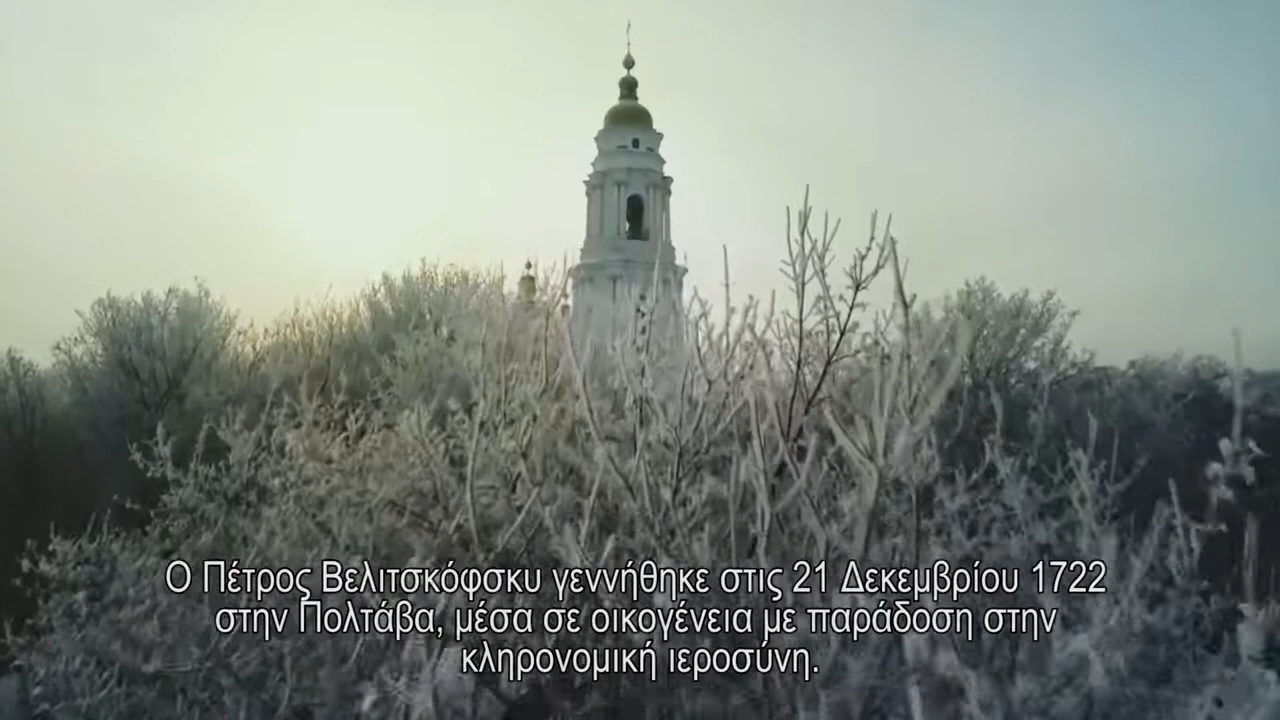 Ο Πέτρος Βελιτσκόφσκυ γεννήθηκε στις 21 Δεκεμβρίου 1722
στην Πολτάβα, μέσα σε οικογένεια με παράδοση στην
κληρονομική ιεροσύνη.